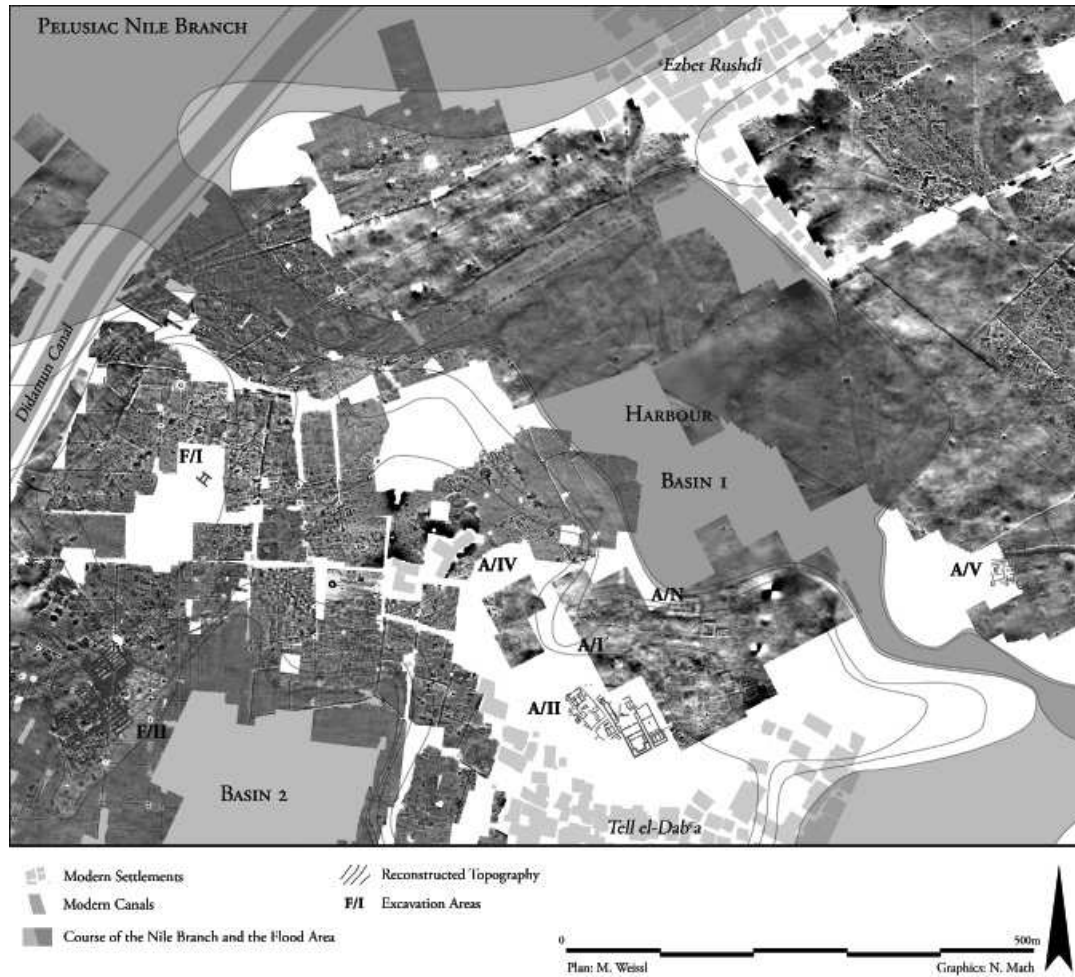 PELUSIAC NILE BRANCH
Ezbet Rushdi
Didamun Canal
HARBOUR
BASIN 1
F/I
A/IV
A/V
A/N
A/I
A/II
F/II
BASIN 2
Tell el-Dabʿa
Modern Settlements
Modern Canals
Course of the Nile Branch and the Flood Area
Reconstructed Topography
F/I Excavation Areas
0 500m
Plan: M. Weissl Graphics: N. Math